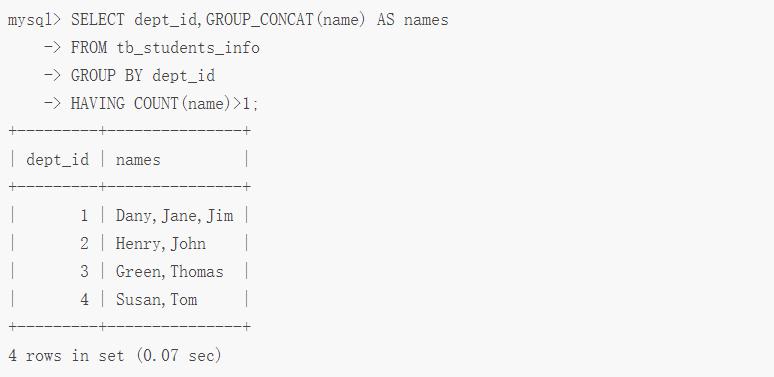 mysql> SELECT dept_id,GROUP_CONCAT(name) AS names
    -> FROM tb_students_info
    -> GROUP BY dept_id
    -> HAVING COUNT(name)>1;
+---------+---------------+
| dept_id | names         |
+---------+---------------+
|       1 | Dany,Jane,Jim |
|       2 | Henry,John    |
|       3 | Green,Thomas  |
|       4 | Susan,Tom     |
+---------+---------------+
4 rows in set (0.07 sec)